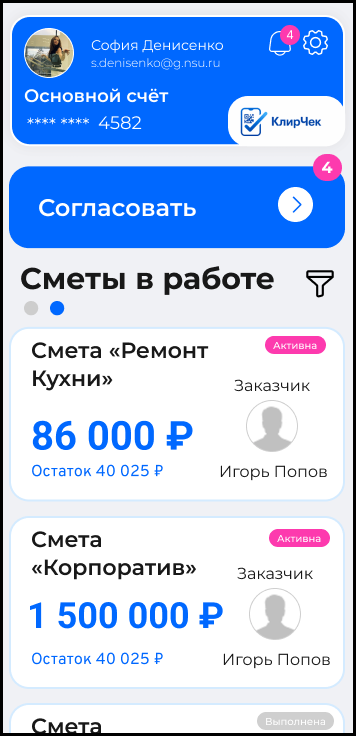 София Денисенко
4
s.denisenko@g.nsu.ru
Основной счёт
**** **** 4582
КлирЧек
4
Согласовать
Сметы в работе
Смета «Ремонт
Кухни»
Активна
Заказчик
86 000 ₽
Остаток 40 025 ₽
Игорь Попов
Смета
«Корпоратив»
Активна
Заказчик
1 500 000 ₽
Остаток 40 025 ₽
Игорь Попов
Смета
Выполнена